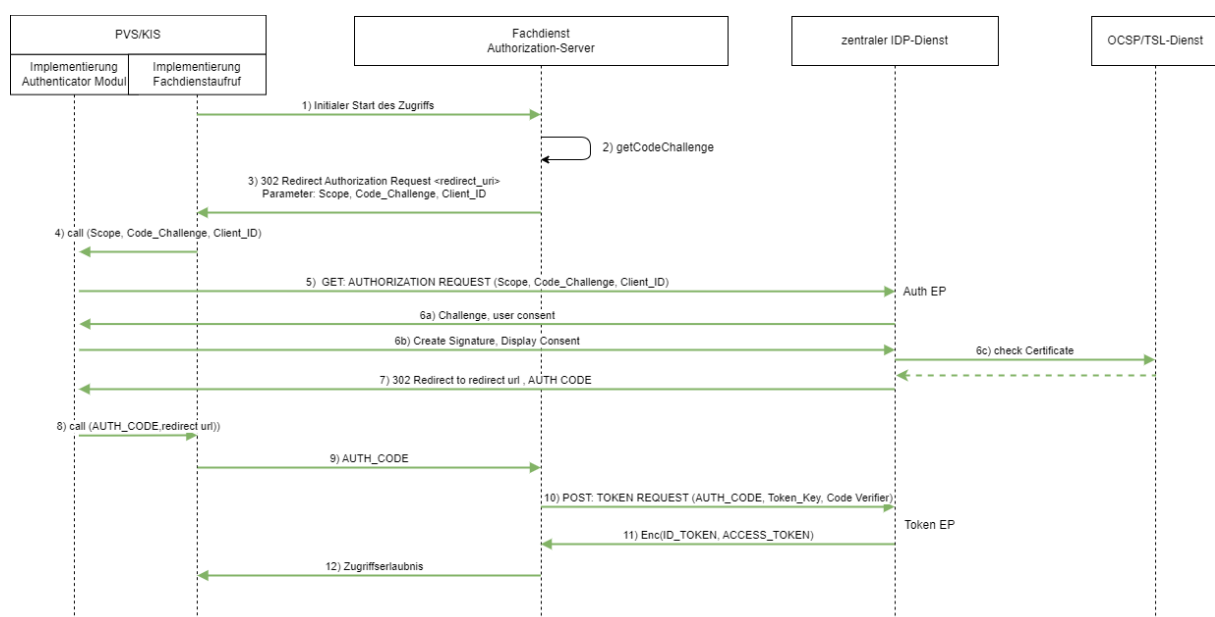 PVS/KIS
Fachdienst
Authorization-Server
zentraler IDP-Dienst
OCSP/TSL-Dienst
Implementierung
Authenticator Modul
Implementierung
Fachdienstaufruf
1) Initialer Start des Zugriffs
2) getCodeChallenge
3) 302 Redirect Authorization Request <redirect_uri>
Parameter: Scope, Code_Challenge, Client_ID
4) call (Scope, Code_Challenge, Client_ID)
5) GET: AUTHORIZATION REQUEST (Scope, Code_Challenge, Client_ID)
Auth EP
6a) Challenge, user consent
6b) Create Signature, Display Consent
6c) check Certificate
7) 302 Redirect to redirect url , AUTH CODE
8) call (AUTH_CODE,redirect url))
9) AUTH_CODE
10) POST: TOKEN REQUEST (AUTH_CODE, Token_Key, Code Verifier)
Token EP
11) Enc(ID_TOKEN, ACCESS_TOKEN)
12) Zugriffserlaubnis